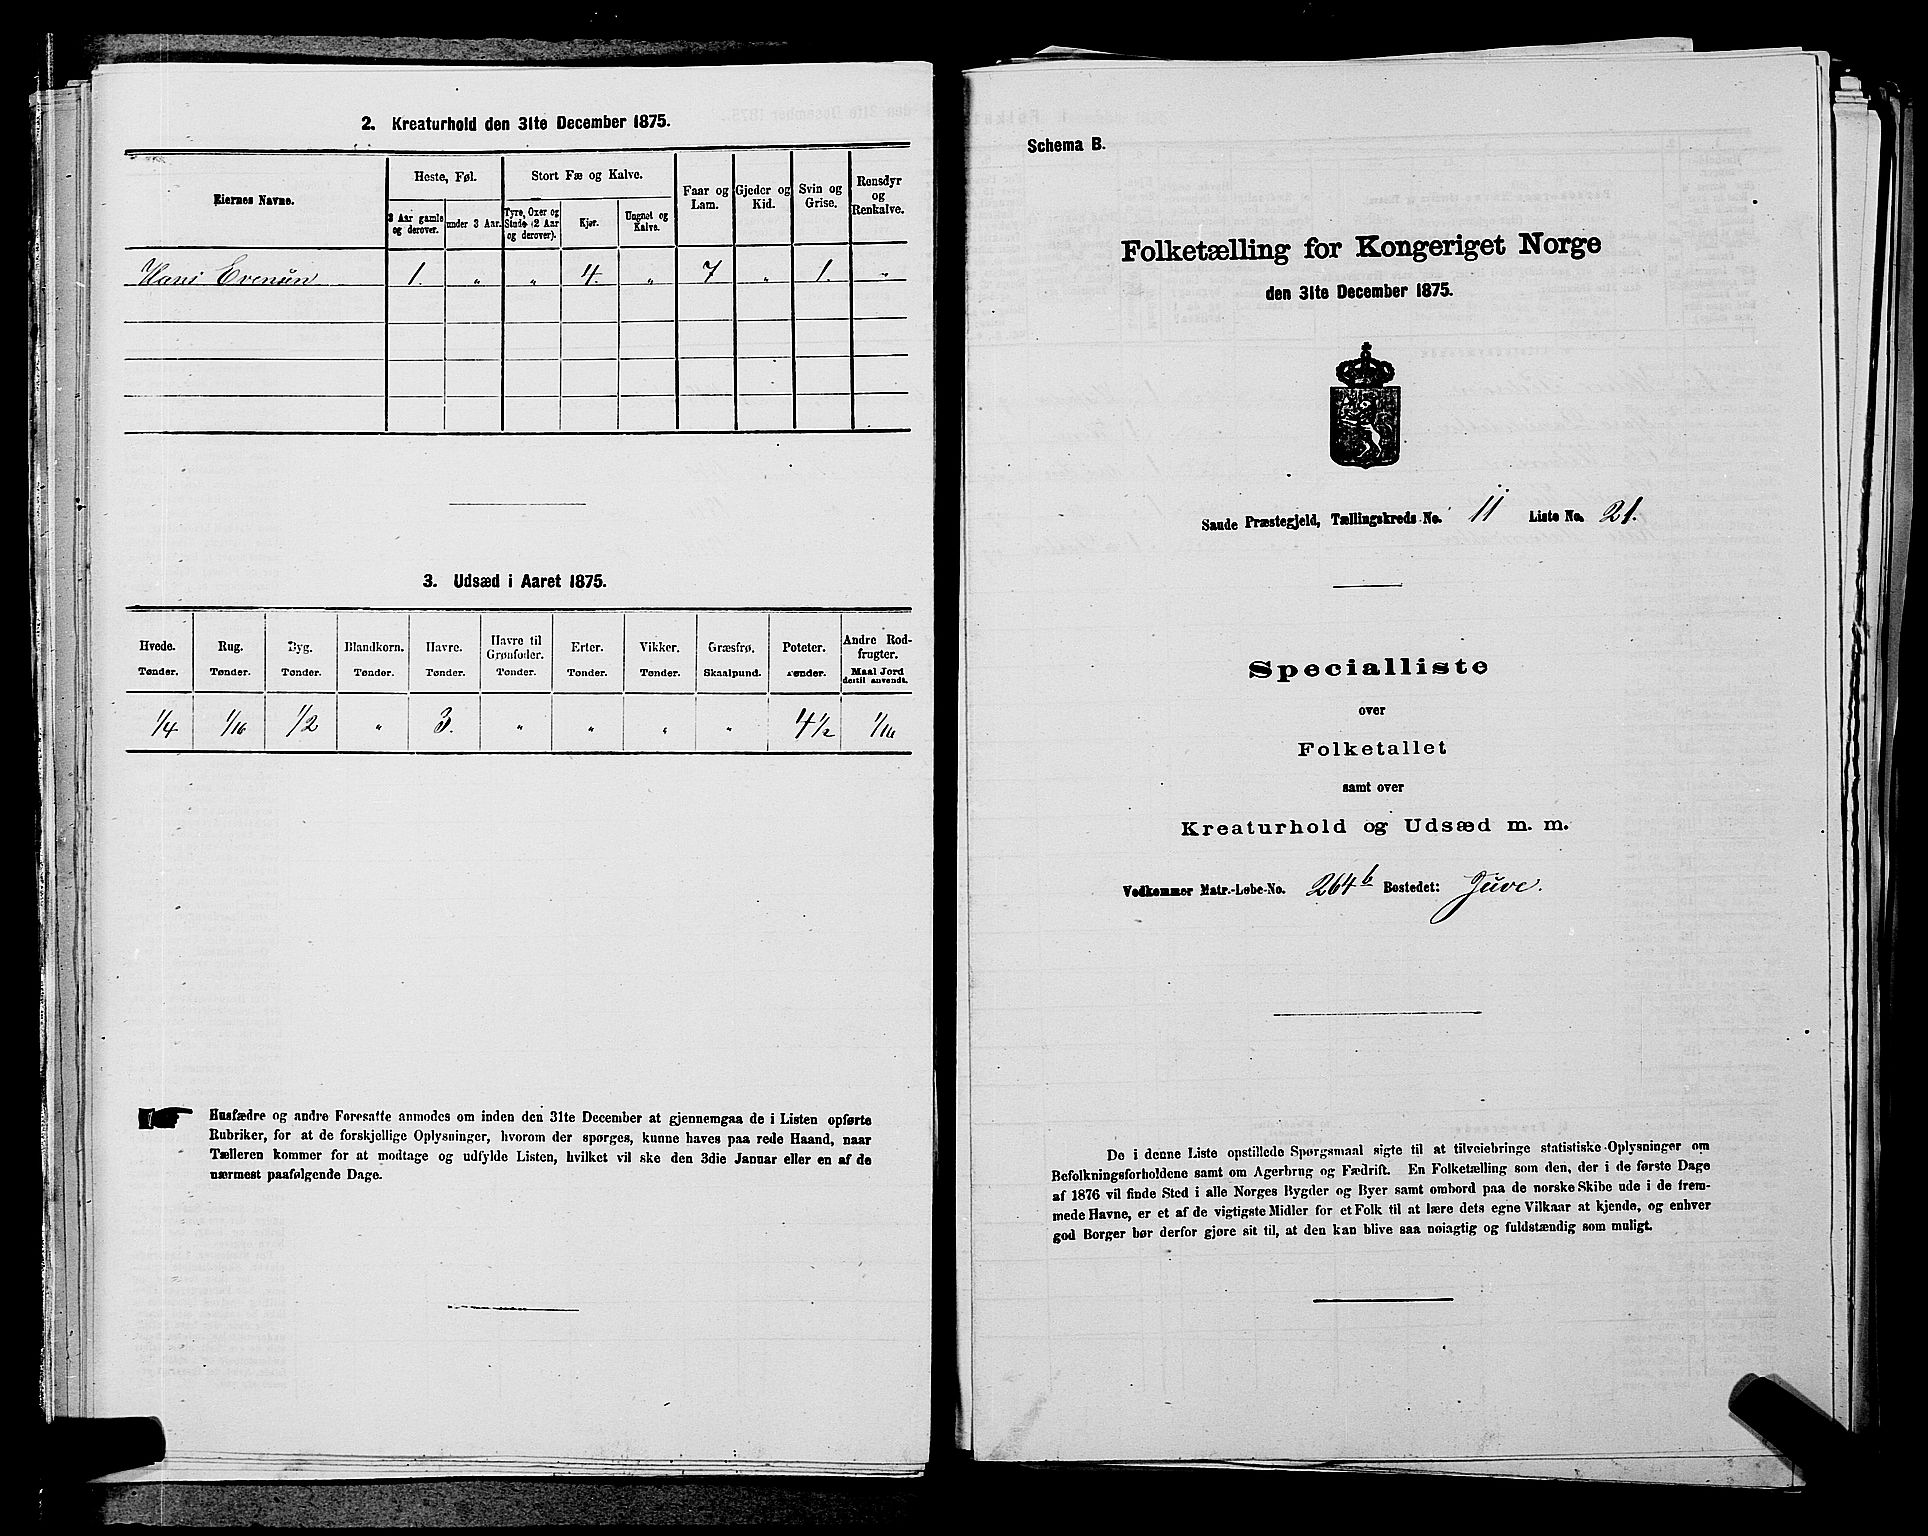 2. Kreaturhold den 31te December 1875.
Eiernes Navne.
Heste, Føl.
Stort Fæ og Kalve.
Faar og Lam.
Gjeder og Kid.
Svin og Grise.
Rensdyr og Renkalve.
3 Aar gamle og derover.
under 3 Aar.
Tyre, Oxer og Stude (2 Aar og derover).
Kjør.
Ungnet og Kalve.
1. " " 4. " 7 " 1. "
3. Udsæd i Aaret 1875.
Hvede. Rug. Byg. Blandkorn. Havre. Havre til Grønfoder. Erter. Vikker. Græsfrø. Poteter. Andre Rodfrugter.
Tønder. Tønder. Tønder. Tønder. Tønder. Tønder. Tønder. Tønder. Skaalpund. Tønder. Maal Jord dertil anvendt.
1/4 1/16 1/2 " 3. " " " " 4 1/2 1/16
Husfædre og andre Foresatte anmodes om inden den 31te December at gjennemgaa de i Listen opførte
Rubriker, for at de forskjellige Oplysninger, hvorom der spørges, kunne haves paa rede Haand, naar
Tælleren kommer for at modtage og udfylde Listen, hvilket vil ske den 3die Januar eller en af de
nærmest paafølgende Dage.
Schema B.
Folketælling for Kongeriget Norge
den 31te December 1875.
Saude Præstegjeld, Tællingskreds No. 11 Liste No. 21.
Specialliste
over
Folketallet
samt over
Kreaturhold og Udsæd m. m.
Vedkommer Matr.-Løbe-No. 264b Bostedet: Juve.
De i denne Liste opstillede Spørgsmaal sigte til at tilveiebringe statistiske Oplysninger om
Befolkningsforholdene samt om Agerbrug og Fædrift. En Folketælling som den, der i de første Dage
af 1876 vil finde Sted i alle Norges Bygder og Byer samt ombord paa de norske Skibe ude i de frem-
mede Havne, er et af de vigtigste Midler for et Folk til at lære dets egne Vilkaar at kjende, og enhver
god Borger bør derfor gjøre sit til, at den kan blive saa nøiagtig og fuldstændig som muligt.